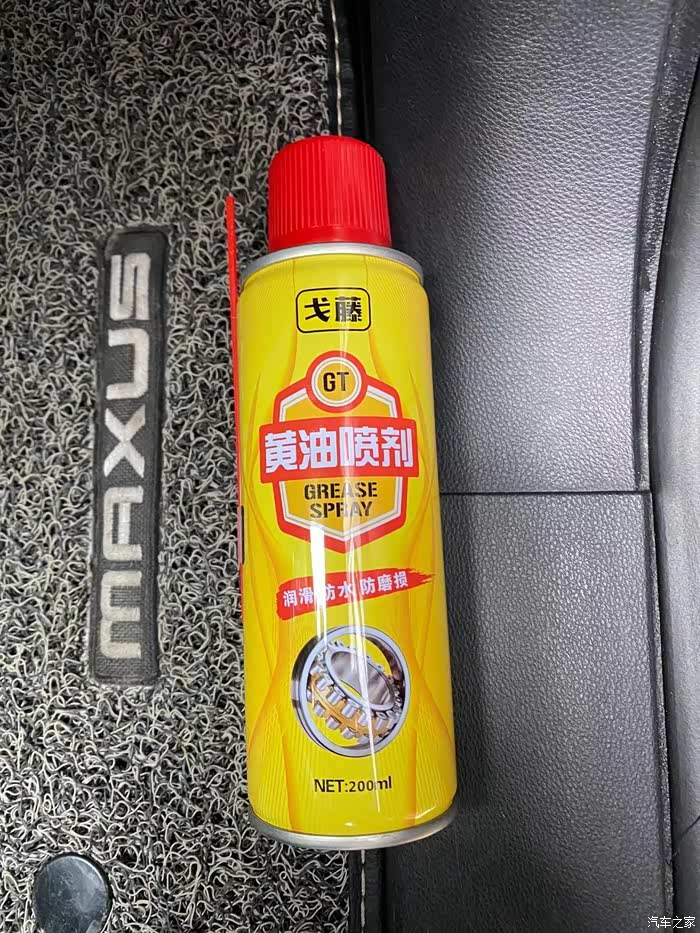 戈藤
GT
黄油喷剂
GREASE
SPRAY
润滑 防水 防磨损
NET:200ml
MAXUS
汽车之家